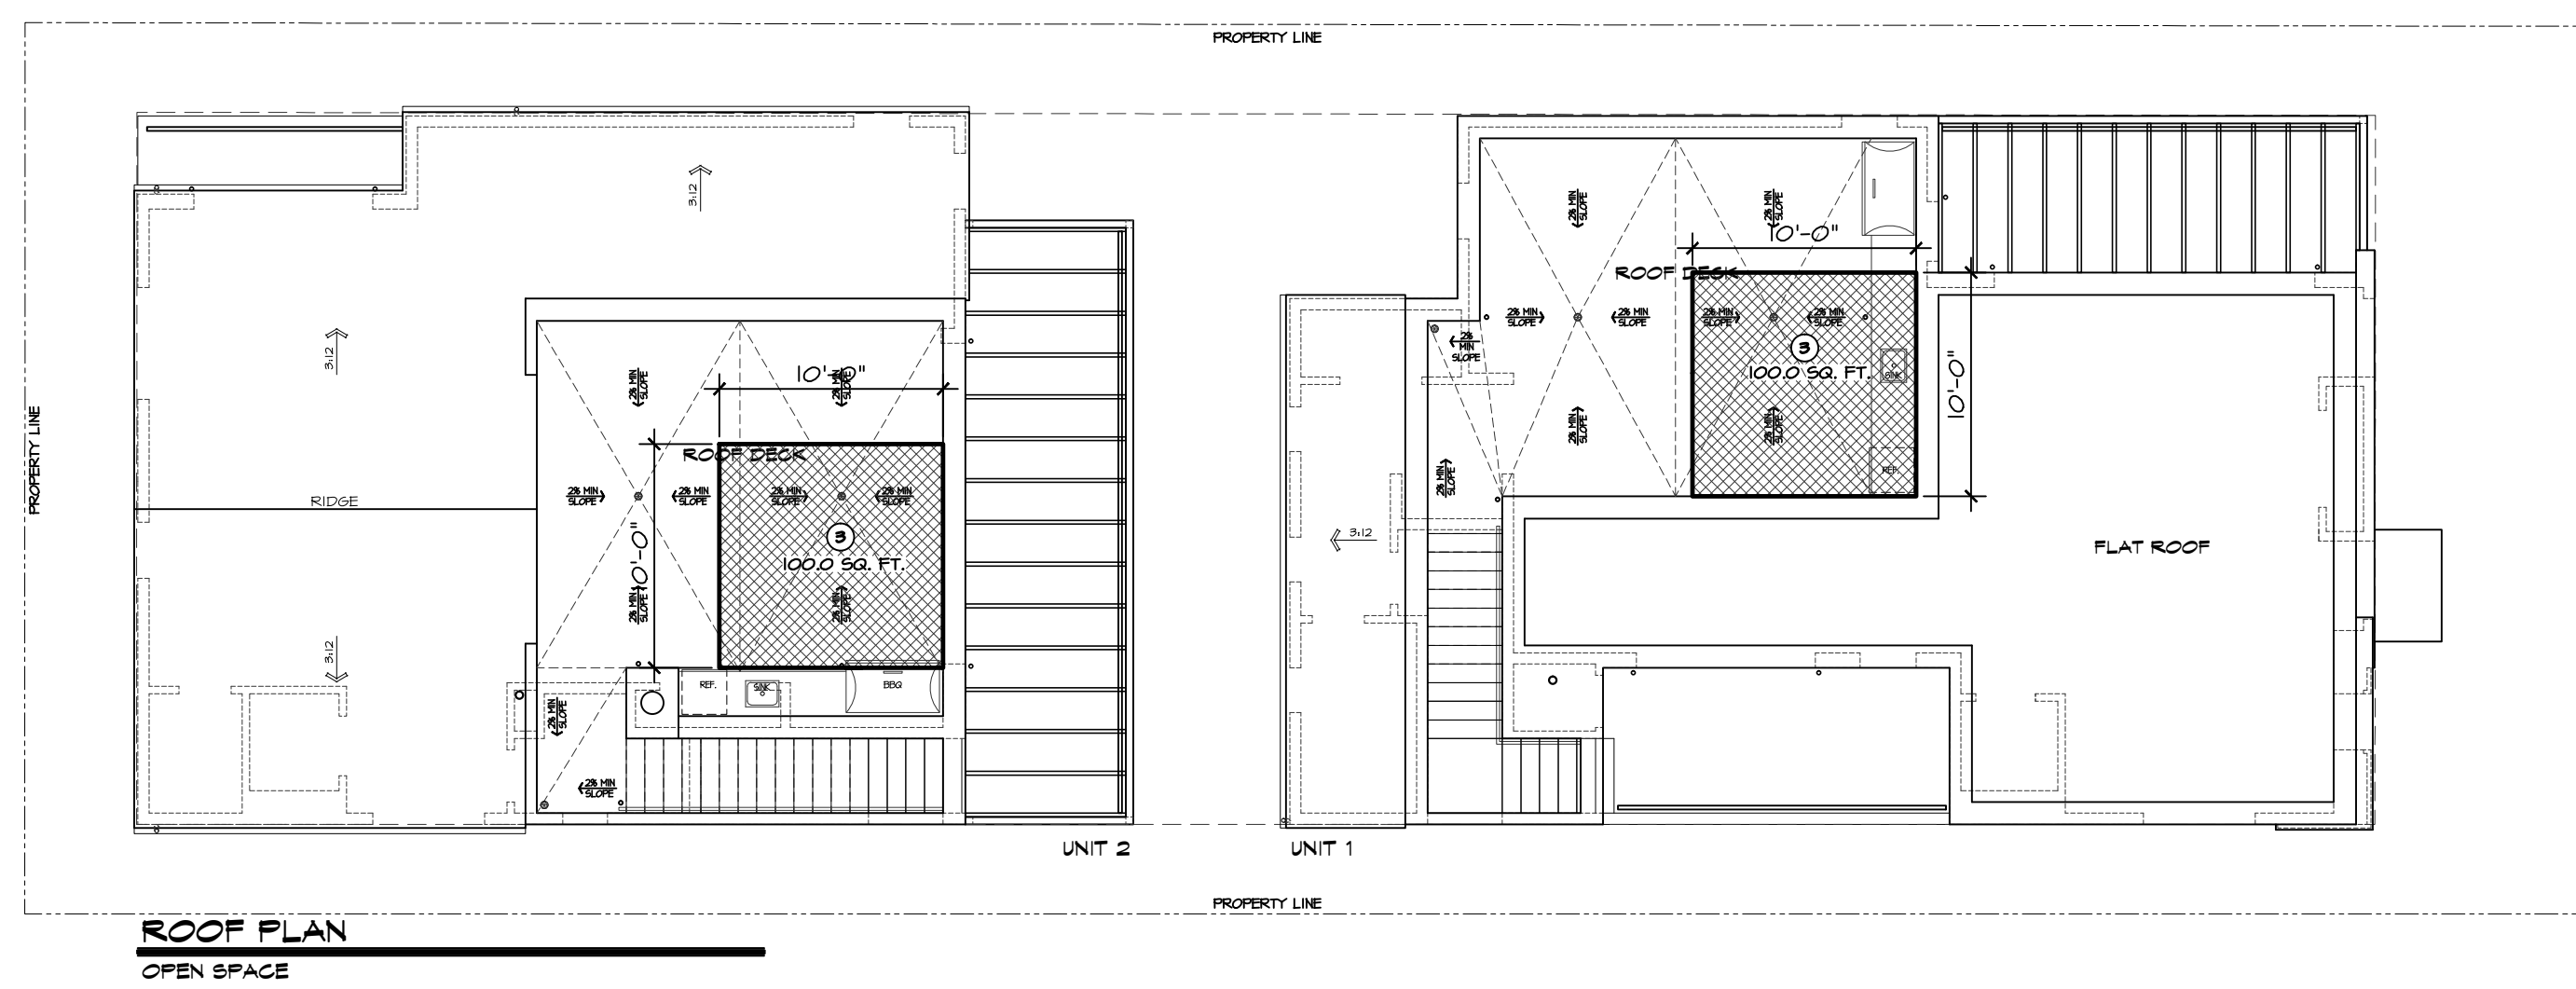 PROPERTY LINE
PROPERTY LINE
3:12
3:12
RIDGE
3:12
10'-0"
2% MIN
SLOPE
2% MIN
SLOPE
ROOF DECK
2% MIN
SLOPE
2% MIN
SLOPE
2% MIN
SLOPE
2% MIN
SLOPE
10'-0"
3
100.0 SQ. FT.
2% MIN
SLOPE
2% MIN
SLOPE
REF.
SINK
BBQ
2% MIN
SLOPE
2% MIN
SLOPE
UNIT 2
2% MIN
SLOPE
2% MIN
SLOPE
10'-0"
ROOF DECK
2% MIN
SLOPE
2% MIN
SLOPE
2% MIN
SLOPE
2% MIN
SLOPE
2%
MIN
SLOPE
3
100.0 SQ. FT.
SINK
10'-0"
2% MIN
SLOPE
2% MIN
SLOPE
REF.
2% MIN
SLOPE
3:12
FLAT ROOF
UNIT 1
PROPERTY LINE
ROOF PLAN
OPEN SPACE